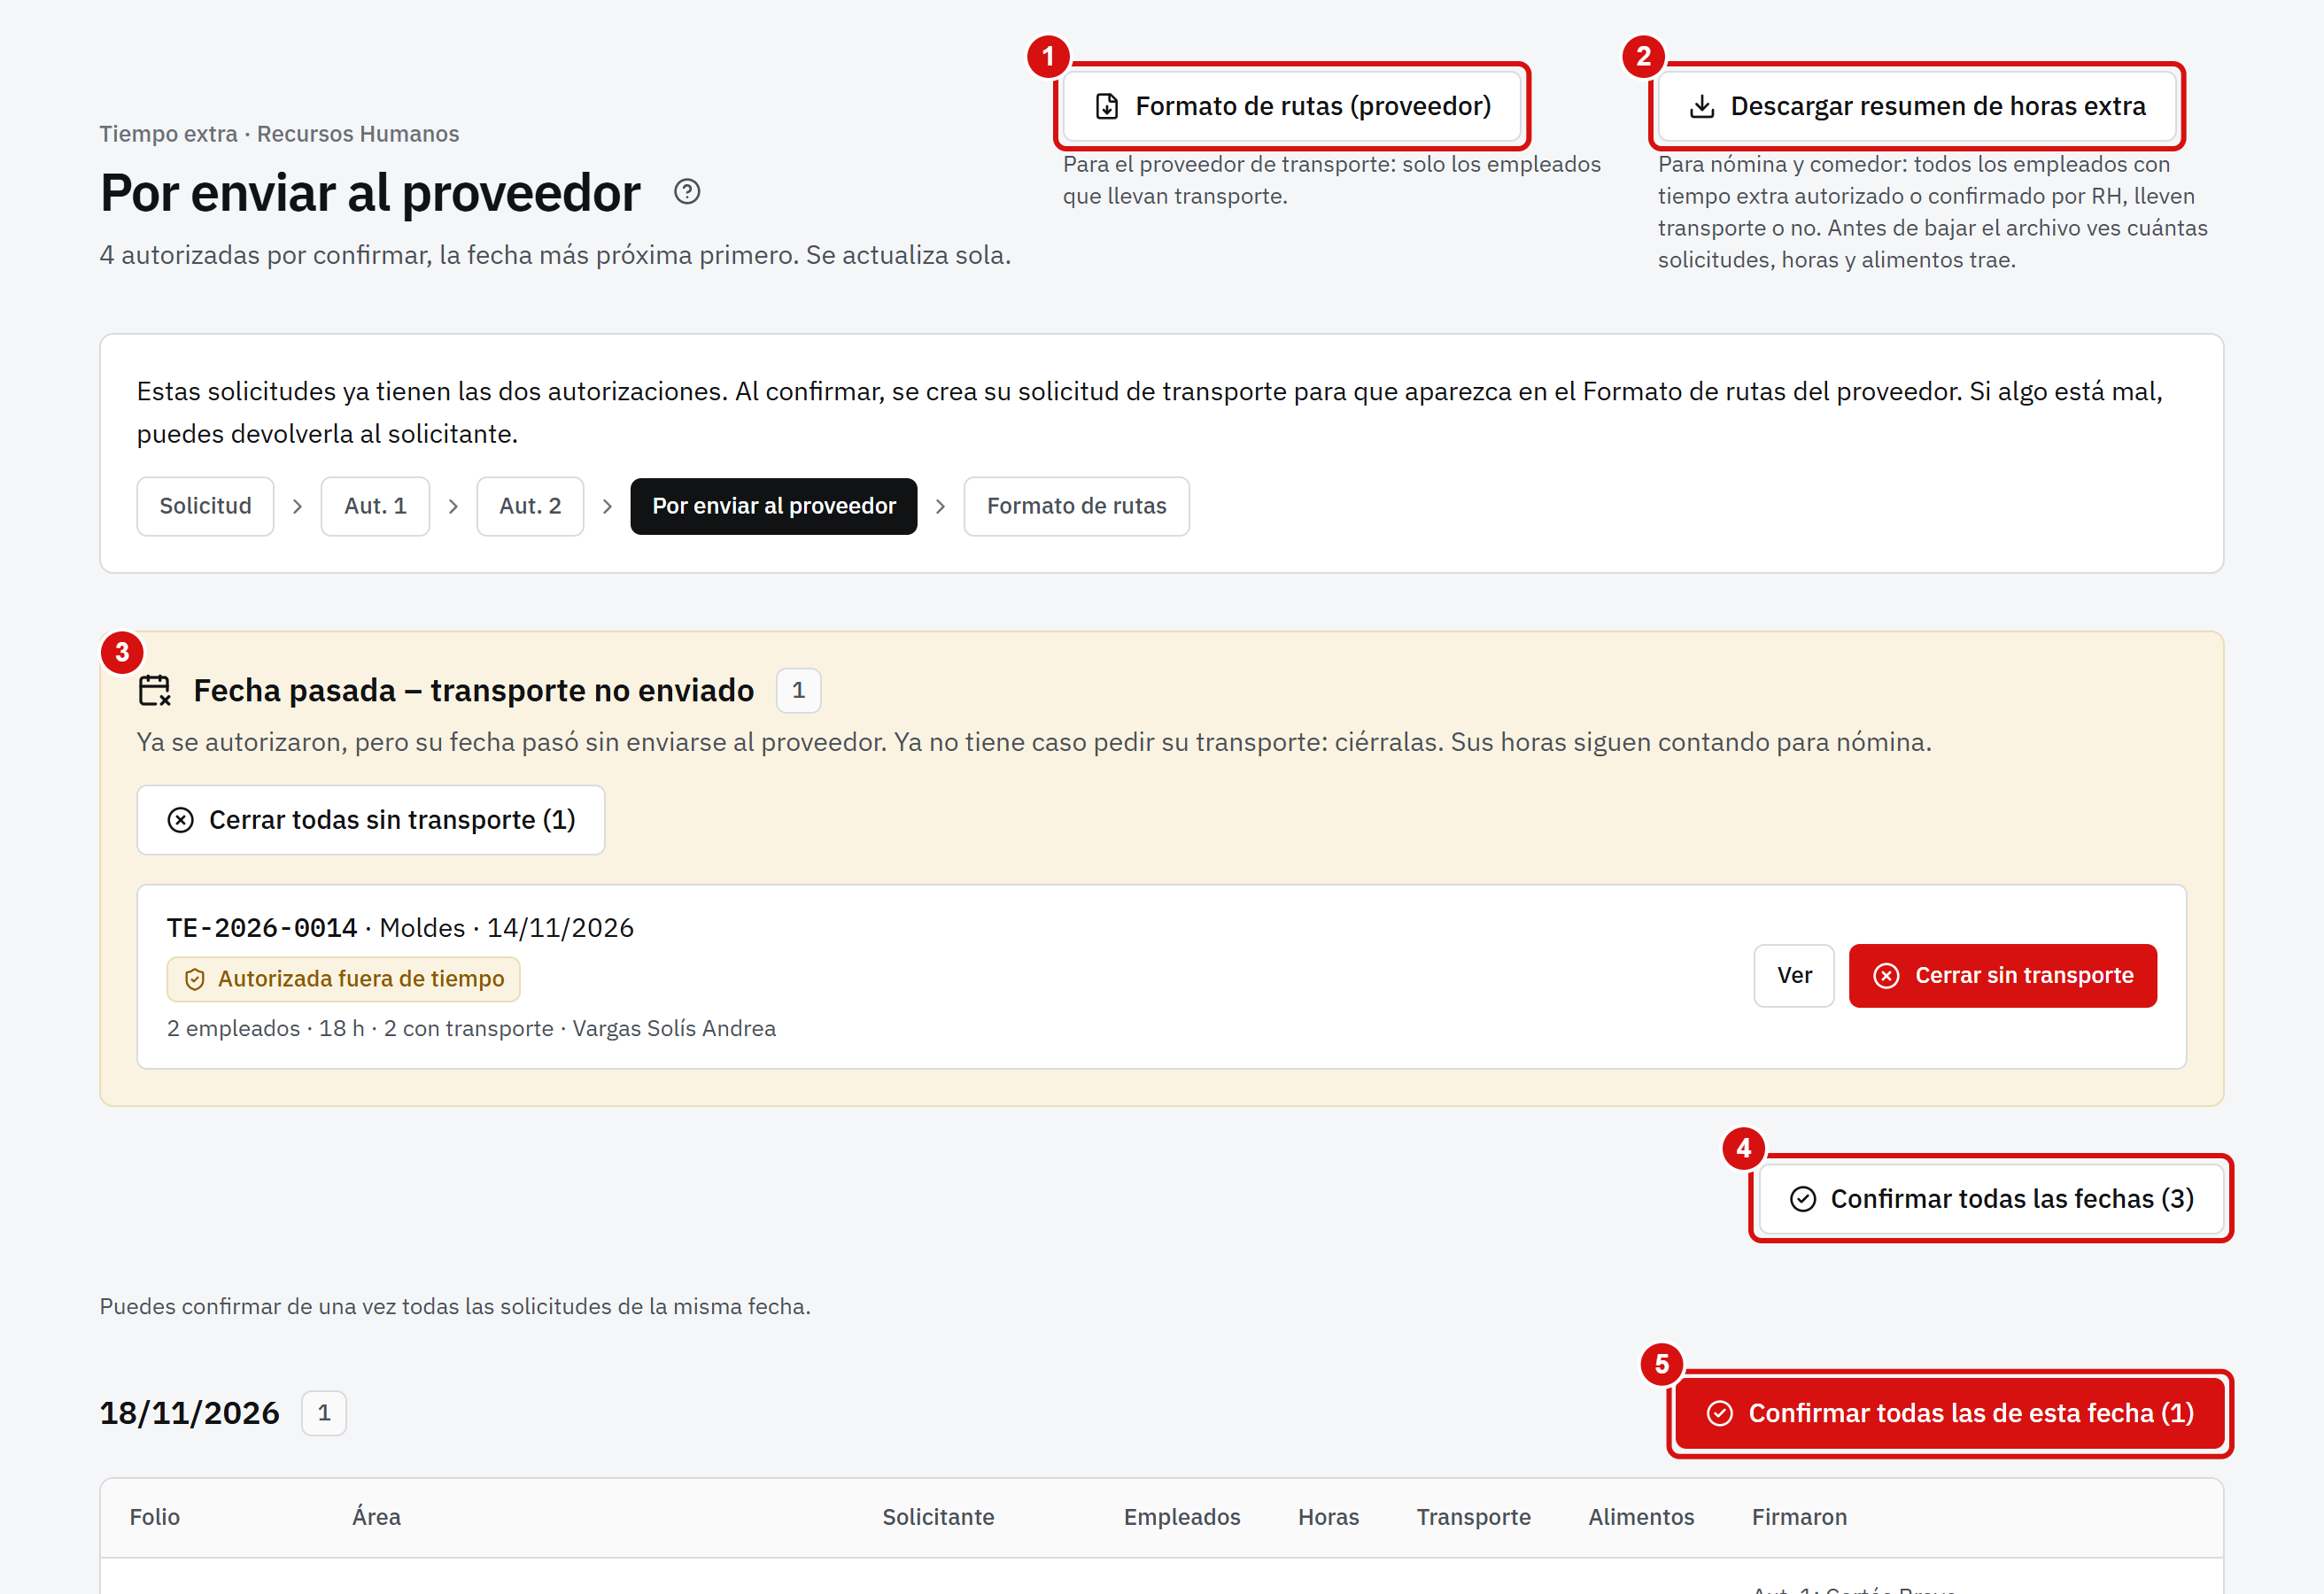 1
Formato de rutas (proveedor)
Para el proveedor de transporte: solo los empleados
que llevan transporte.
2
Descargar resumen de horas extra
Para nómina y comedor: todos los empleados con
tiempo extra autorizado o confirmado por RH, lleven
transporte o no. Antes de bajar el archivo ves cuántas
solicitudes, horas y alimentos trae.
Tiempo extra · Recursos Humanos
Por enviar al proveedor
4 autorizadas por confirmar, la fecha más próxima primero. Se actualiza sola.
Estas solicitudes ya tienen las dos autorizaciones. Al confirmar, se crea su solicitud de transporte para que aparezca en el Formato de rutas del proveedor. Si algo está mal,
puedes devolverla al solicitante.
Solicitud > Aut. 1 > Aut. 2 > Por enviar al proveedor > Formato de rutas
3
Fecha pasada – transporte no enviado 1
Ya se autorizaron, pero su fecha pasó sin enviarse al proveedor. Ya no tiene caso pedir su transporte: ciérralas. Sus horas siguen contando para nómina.
Cerrar todas sin transporte (1)
TE-2026-0014 · Moldes · 14/11/2026
Autorizada fuera de tiempo
2 empleados · 18 h · 2 con transporte · Vargas Solís Andrea
Ver Cerrar sin transporte
4
Confirmar todas las fechas (3)
Puedes confirmar de una vez todas las solicitudes de la misma fecha.
5
18/11/2026 1 Confirmar todas las de esta fecha (1)
Folio Área Solicitante Empleados Horas Transporte Alimentos Firmaron